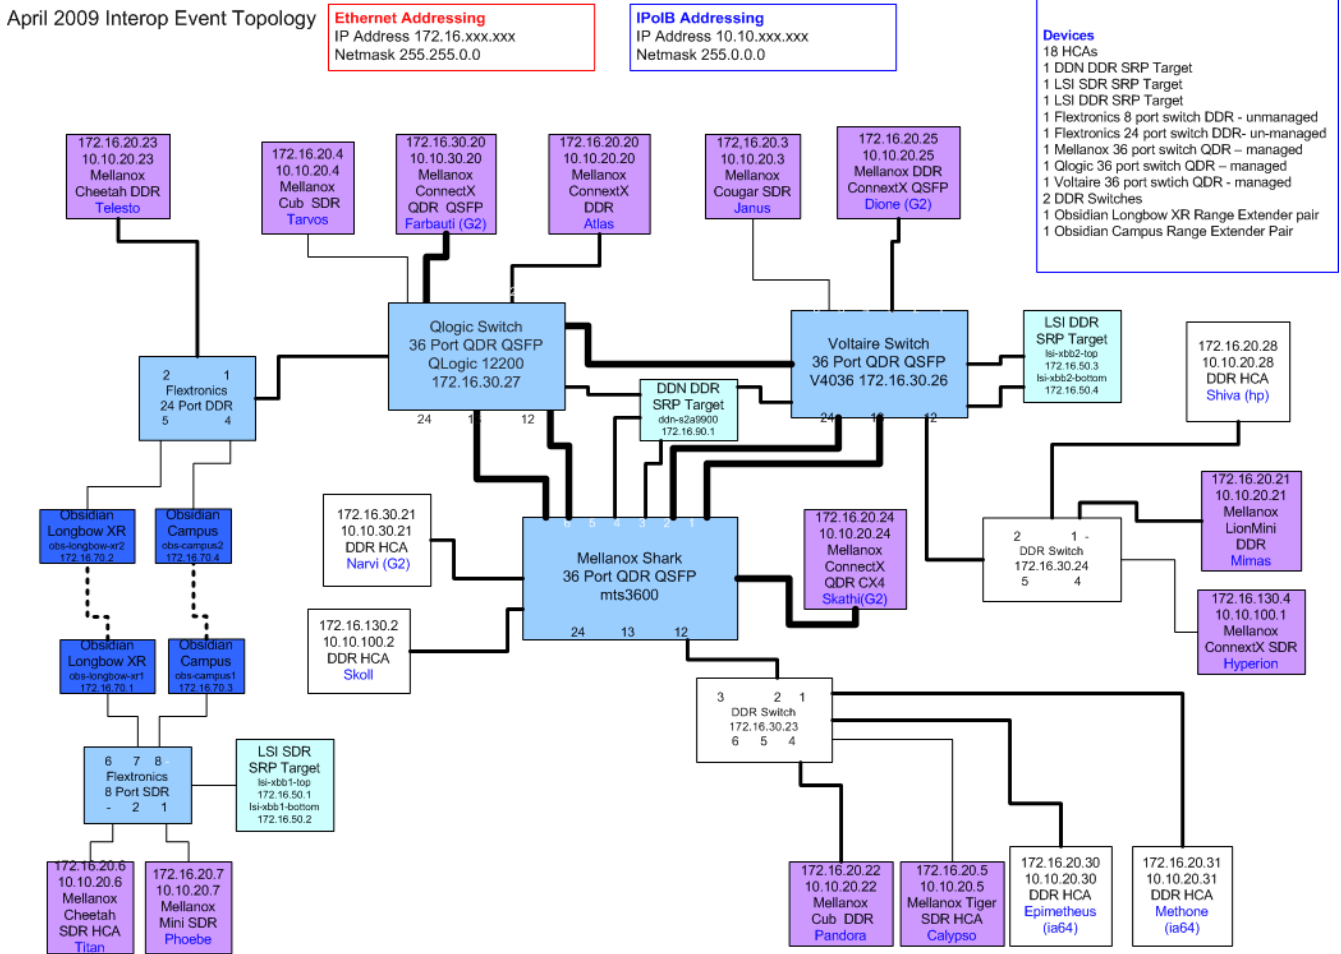 April 2009 Interop Event Topology
Ethernet Addressing
IP Address 172.16.xxx.xxx
Netmask 255.255.0.0
IPoIB Addressing
IP Address 10.10.xxx.xxx
Netmask 255.0.0.0
Devices
18 HCAs
1 DDN DDR SRP Target
1 LSI SDR SRP Target
1 LSI DDR SRP Target
1 Flextronics 8 port switch DDR - unmanaged
1 Flextronics 24 port switch DDR- un-managed
1 Mellanox 36 port switch QDR – managed
1 Qlogic 36 port switch QDR – managed
1 Voltaire 36 port swtich QDR - managed
2 DDR Switches
1 Obsidian Longbow XR Range Extender pair
1 Obsidian Campus Range Extender Pair
172.16.20.23
10.10.20.23
Mellanox
Cheetah DDR
Telesto
172.16.20.4
10.10.20.4
Mellanox
Cub SDR
Tarvos
172.16.30.20
10.10.30.20
Mellanox
ConnectX
QDR QSFP
Farbauti (G2)
172.16.20.20
10.10.20.20
Mellanox
ConnextX
DDR
Atlas
172,16.20.3
10.10.20.3
Mellanox
Cougar SDR
Janus
172.16.20.25
10.10.20.25
Mellanox DDR
ConnextX QSFP
Dione (G2)
Qlogic Switch
36 Port QDR QSFP
QLogic 12200
172.16.30.27
24 12
Voltaire Switch
36 Port QDR QSFP
V4036 172.16.30.26
24 13 12
LSI DDR
SRP Target
lsi-xbb2-top
172.16.50.3
lsi-xbb2-bottom
172.16.50.4
172.16.20.28
10.10.20.28
DDR HCA
Shiva (hp)
2 1
Flextronics
24 Port DDR
5 4
DDN DDR
SRP Target
ddn-s2a9900
172.16.90.1
Obsidian
Longbow XR
obs-longbow-xr2
172.16.70.2
Obsidian
Campus
obs-campus2
172.16.70.4
172.16.30.21
10.10.30.21
DDR HCA
Narvi (G2)
6 5 4 3 2 1
Mellanox Shark
36 Port QDR QSFP
mts3600
24 13 12
172.16.20.24
10.10.20.24
Mellanox
ConnectX
QDR CX4
Skathi(G2)
2 1 -
DDR Switch
172.16.30.24
5 4
172.16.20.21
10.10.20.21
Mellanox
LionMini
DDR
Mimas
172.16.130.4
10.10.100.1
Mellanox
ConnextX SDR
Hyperion
172.16.130.2
10.10.100.2
DDR HCA
Skoll
Obsidian
Longbow XR
obs-longbow-xr1
172.16.70.1
Obsidian
Campus
obs-campus1
172.16.70.3
3 2 1
DDR Switch
172.16.30.23
6 5 4
6 7 8 -
Flextronics
8 Port SDR
- 2 1
LSI SDR
SRP Target
lsi-xbb1-top
172.16.50.1
lsi-xbb1-bottom
172.16.50.2
172.16.20.6
10.10.20.6
Mellanox
Cheetah
SDR HCA
Titan
172.16.20.7
10.10.20.7
Mellanox
Mini SDR
Phoebe
172.16.20.22
10.10.20.22
Mellanox
Cub DDR
Pandora
172.16.20.5
10.10.20.5
Mellanox Tiger
SDR HCA
Calypso
172.16.20.30
10.10.20.30
DDR HCA
Epimetheus
(ia64)
172.16.20.31
10.10.20.31
DDR HCA
Methone
(ia64)